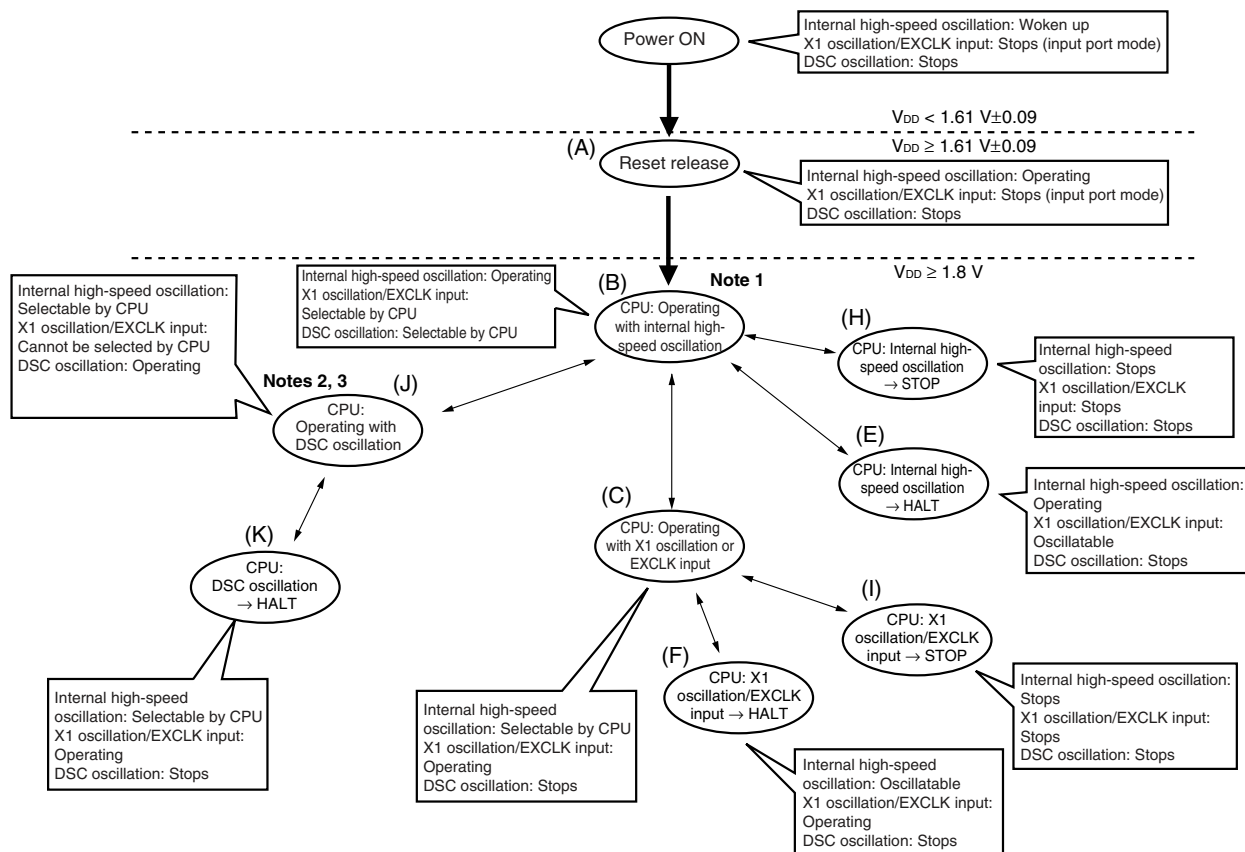 Power ON
Internal high-speed oscillation: Woken up
X1 oscillation/EXCLK input: Stops (input port mode)
DSC oscillation: Stops
VDD < 1.61 V±0.09
VDD ≥ 1.61 V±0.09
(A)
Reset release
Internal high-speed oscillation: Operating
X1 oscillation/EXCLK input: Stops (input port mode)
DSC oscillation: Stops
VDD ≥ 1.8 V
Internal high-speed oscillation: Operating
X1 oscillation/EXCLK input:
Selectable by CPU
DSC oscillation: Selectable by CPU
(B)
Note 1
CPU: Operating
with internal high-
speed oscillation
Internal high-speed oscillation:
Selectable by CPU
X1 oscillation/EXCLK input:
Cannot be selected by CPU
DSC oscillation: Operating
Notes 2, 3
(J)
CPU:
Operating with
DSC oscillation
(H)
CPU: Internal high-
speed oscillation
→ STOP
Internal high-speed
oscillation: Stops
X1 oscillation/EXCLK
input: Stops
DSC oscillation: Stops
(E)
CPU: Internal high-
speed oscillation
→ HALT
Internal high-speed oscillation:
Operating
X1 oscillation/EXCLK input:
Oscillatable
DSC oscillation: Stops
(C)
CPU: Operating
with X1 oscillation or
EXCLK input
(K)
CPU:
DSC oscillation
→ HALT
(I)
CPU: X1
oscillation/EXCLK
input → STOP
(F)
CPU: X1
oscillation/EXCLK
input → HALT
Internal high-speed
oscillation: Selectable by CPU
X1 oscillation/EXCLK input:
Operating
DSC oscillation: Stops
Internal high-speed
oscillation: Selectable by CPU
X1 oscillation/EXCLK input:
Operating
DSC oscillation: Stops
Internal high-speed oscillation:
Stops
X1 oscillation/EXCLK input:
Stops
DSC oscillation: Stops
Internal high-speed
oscillation: Oscillatable
X1 oscillation/EXCLK input:
Operating
DSC oscillation: Stops